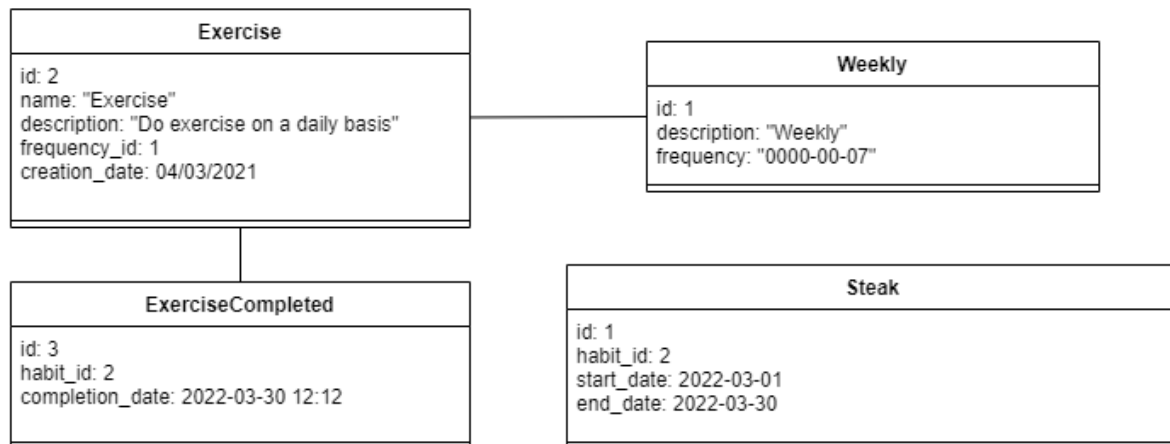 Exercise
id: 2
name: "Exercise"
description: "Do exercise on a daily basis"
frequency_id: 1
creation_date: 04/03/2021
Weekly
id: 1
description: "Weekly"
frequency: "0000-00-07"
ExerciseCompleted
id: 3
habit_id: 2
completion_date: 2022-03-30 12:12
Steak
id: 1
habit_id: 2
start_date: 2022-03-01
end_date: 2022-03-30